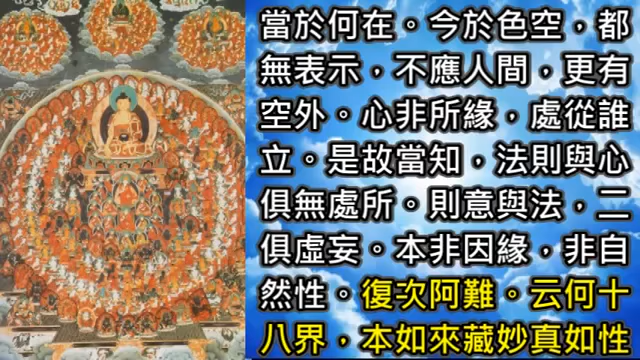 當於何在。今於色空，都
無表示，不應人間，更有
空外。心非所緣，處從誰
立。是故當知，法則與心
俱無處所。則意與法，二
俱虛妄。本非因緣，非自
然性。復次阿難。云何十
八界，本如來藏妙真如性